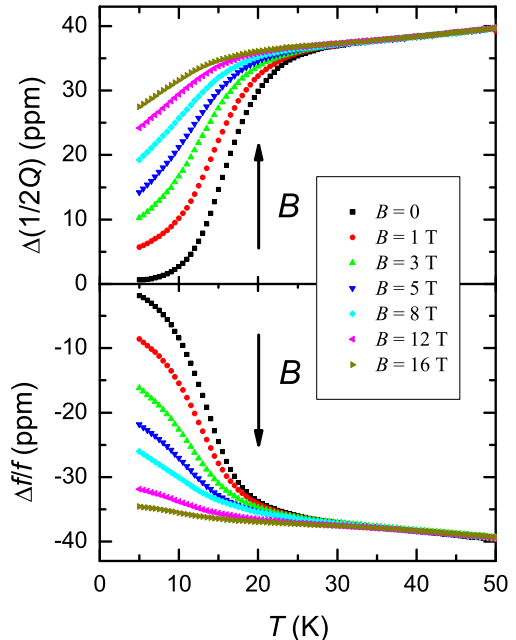 40
30
20
10
0
Δ(1/2Q) (ppm)
B
B = 0
B = 1 T
B = 3 T
B = 5 T
B = 8 T
B = 12 T
B = 16 T
-10
-20
-30
-40
Δf/f (ppm)
B
0 10 20 30 40 50
T (K)